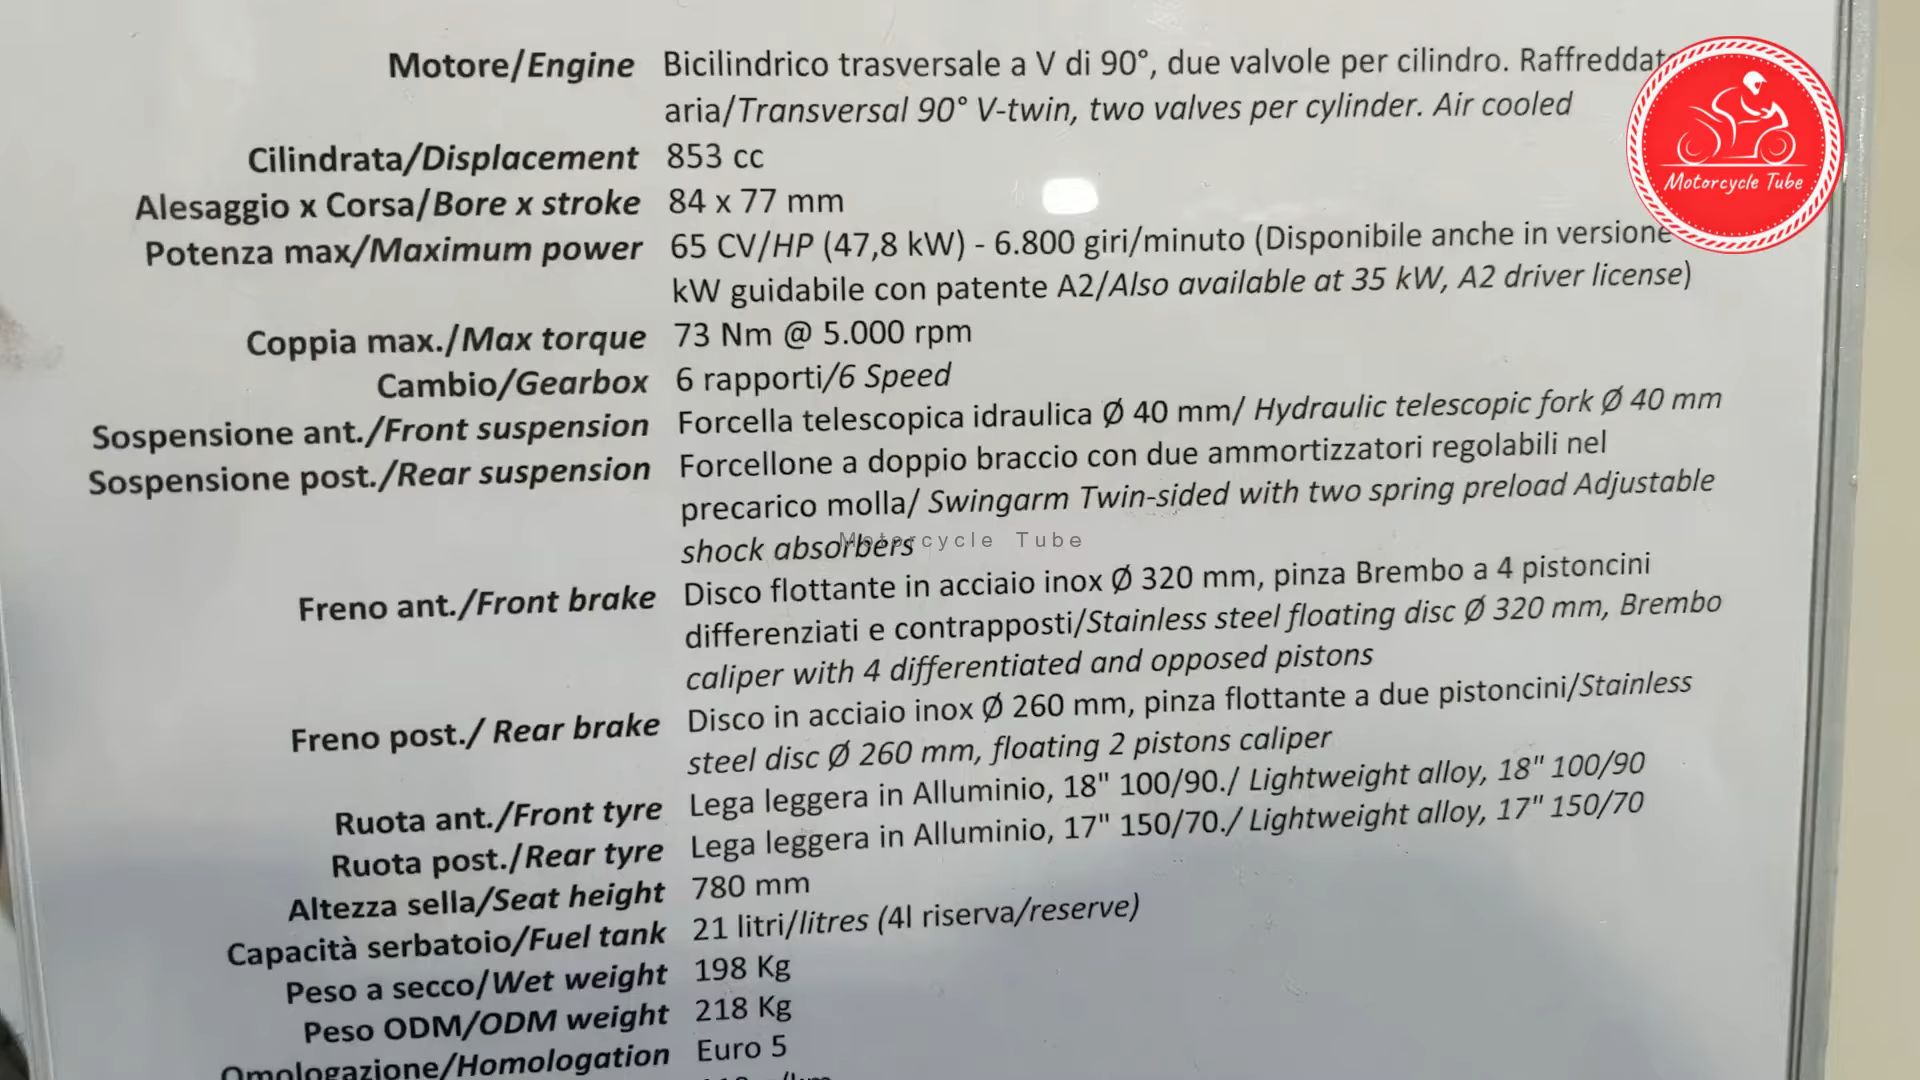 Motore/Engine Bicilindrico trasversale a V di 90°, due valvole per cilindro.
aria/Transversal 90° V-twin, two valves per cylinder. Air cooled
Cilindrata/Displacement 853 cc
Alesaggio x Corsa/Bore x stroke 84 x 77 mm
Potenza max/Maximum power 65 CV/HP (47,8 kW) - 6.800 giri/minuto (Disponibile anche in versione
kW guidabile con patente A2/Also available at 35 kW, A2 driver license)
Coppia max./Max torque 73 Nm @ 5.000 rpm
Cambio/Gearbox 6 rapporti/6 Speed
Sospensione ant./Front suspension Forcella telescopica idraulica Ø 40 mm/ Hydraulic telescopic fork Ø 40 mm
Sospensione post./Rear suspension Forcellone a doppio braccio con due ammortizzatori regolabili nel
precarico molla/ Swingarm Twin-sided with two spring preload Adjustable
shock absorbers
Freno ant./Front brake Disco flottante in acciaio inox Ø 320 mm, pinza Brembo a 4 pistoncini
differenziati e contrapposti/Stainless steel floating disc Ø 320 mm, Brembo
caliper with 4 differentiated and opposed pistons
Freno post./ Rear brake Disco in acciaio inox Ø 260 mm, pinza flottante a due pistoncini/Stainless
steel disc Ø 260 mm, floating 2 pistons caliper
Ruota ant./Front tyre Lega leggera in Alluminio, 18" 100/90./ Lightweight alloy, 18" 100/90
Ruota post./Rear tyre Lega leggera in Alluminio, 17" 150/70./ Lightweight alloy, 17" 150/70
Altezza sella/Seat height 780 mm
Capacità serbatoio/Fuel tank 21 litri/litres (4l riserva/reserve)
Peso a secco/Wet weight 198 Kg
Peso ODM/ODM weight 218 Kg
Omologazione/Homologation Euro 5
Motorcycle Tube
Motorcycle Tube